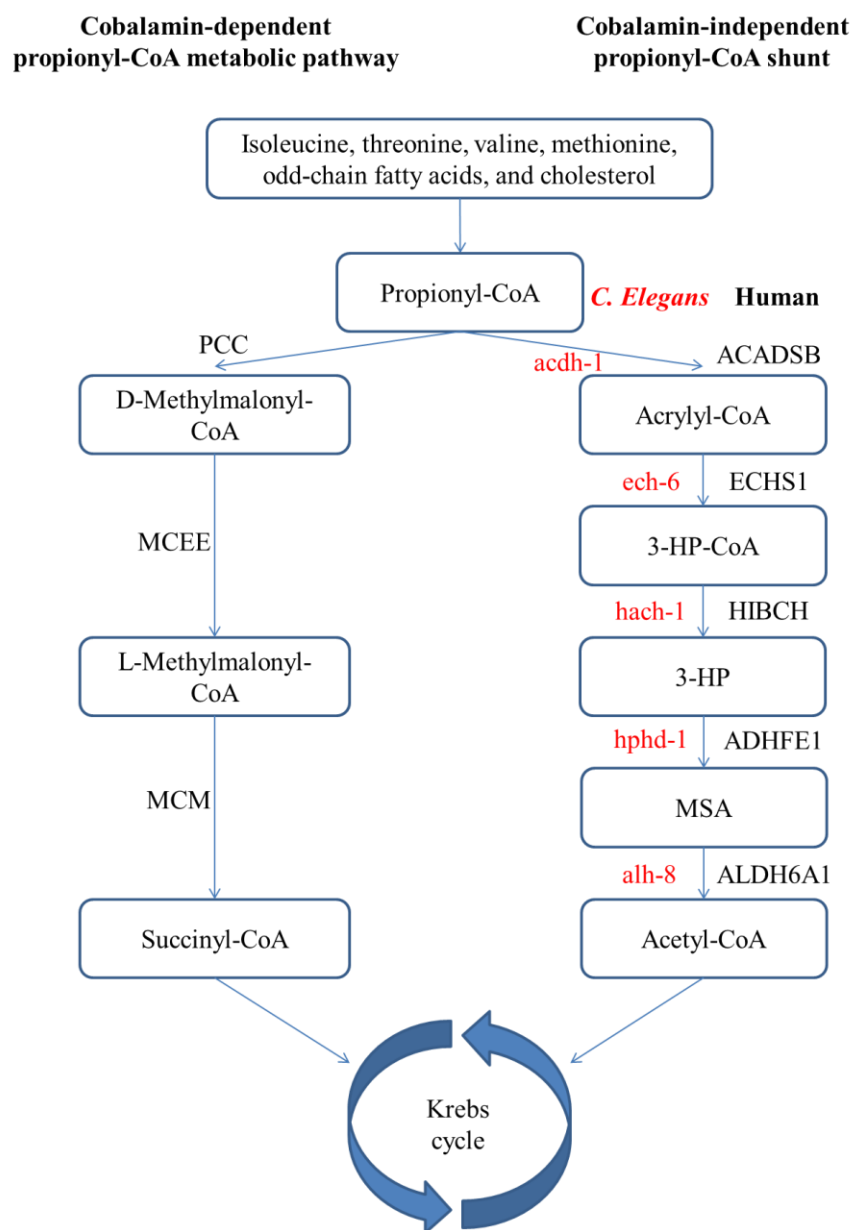 Cobalamin-dependent
propionyl-CoA metabolic pathway
Cobalamin-independent
propionyl-CoA shunt
Isoleucine, threonine, valine, methionine,
odd-chain fatty acids, and cholesterol
Propionyl-CoA
C. Elegans
Human
PCC
acdh-1
ACADSB
D-Methylmalonyl-
CoA
Acrylyl-CoA
ech-6
ECHS1
MCEE
3-HP-CoA
hach-1
HIBCH
L-Methylmalonyl-
CoA
3-HP
hphd-1
ADHFE1
MCM
MSA
alh-8
ALDH6A1
Succinyl-CoA
Acetyl-CoA
Krebs
cycle